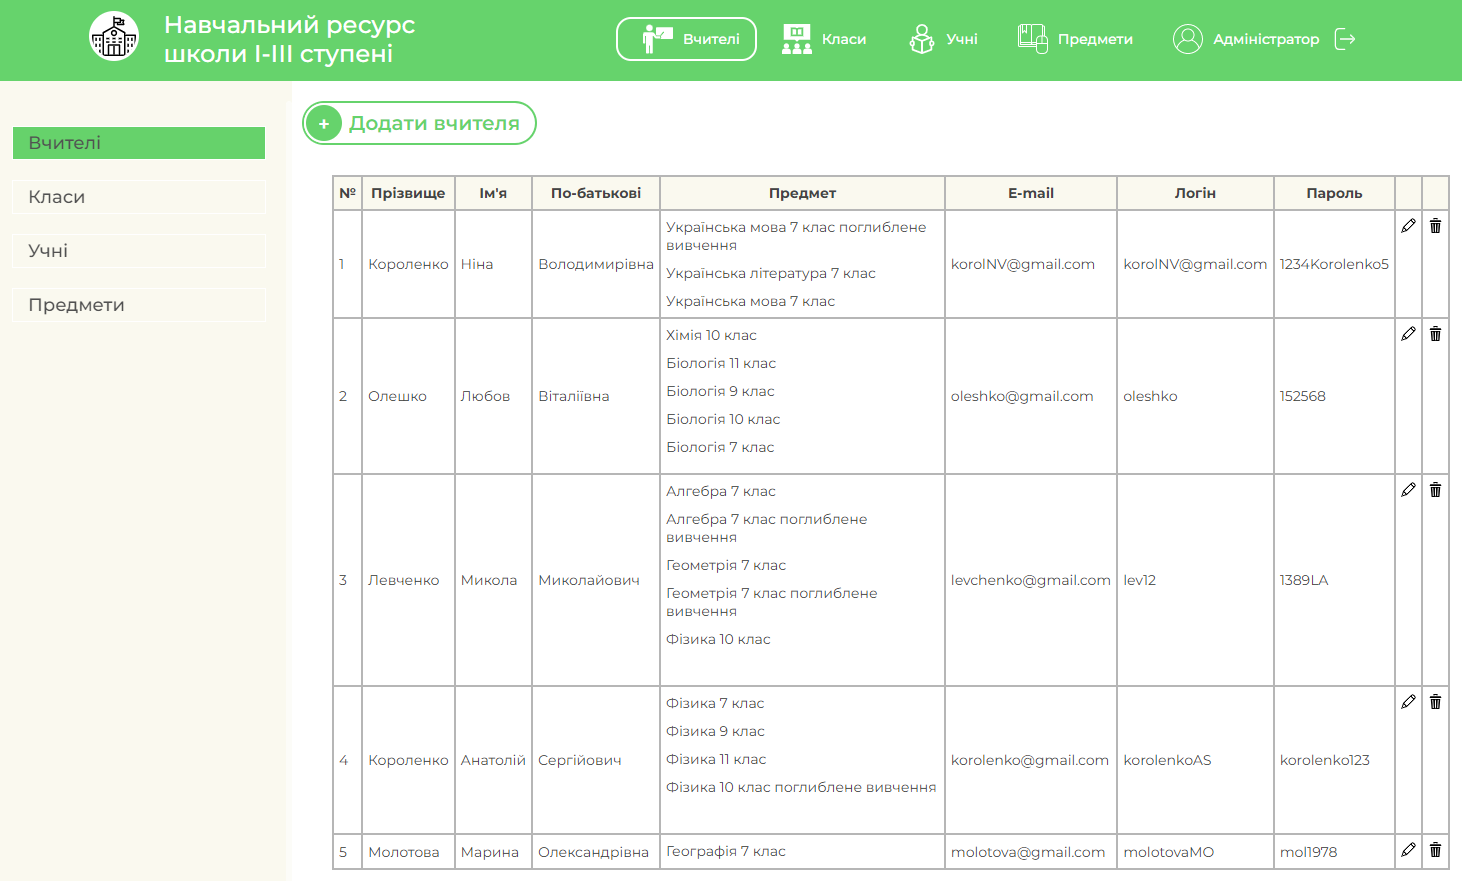 Навчальний ресурс
школи І-ІІІ ступені
Вчителі
Класи
Учні
Предмети
Адміністратор
Вчителі
Класи
Учні
Предмети
+ Додати вчителя
№ Прізвище Ім'я По-батькові Предмет E-mail Логін Пароль
1 Короленко Ніна Володимирівна
Українська мова 7 клас поглиблене
вивчення
Українська література 7 клас
Українська мова 7 клас
korolNV@gmail.com korolNV@gmail.com 1234Korolenko5
2 Олешко Любов Віталіївна
Хімія 10 клас
Біологія 11 клас
Біологія 9 клас
Біологія 10 клас
Біологія 7 клас
oleshko@gmail.com oleshko 152568
3 Левченко Микола Миколайович
Алгебра 7 клас
Алгебра 7 клас поглиблене
вивчення
Геометрія 7 клас
Геометрія 7 клас поглиблене
вивчення
Фізика 10 клас
levchenko@gmail.com lev12 1389LA
4 Короленко Анатолій Сергійович
Фізика 7 клас
Фізика 9 клас
Фізика 11 клас
Фізика 10 клас поглиблене вивчення
korolenko@gmail.com korolenkoAS korolenko123
5 Молотова Марина Олександрівна Географія 7 клас molotova@gmail.com molotovaMO mol1978